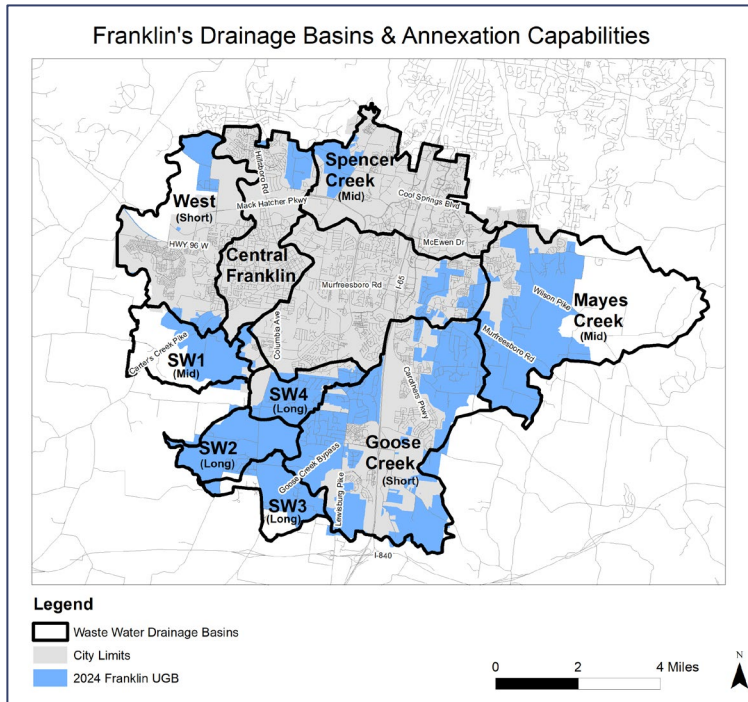 Franklin's Drainage Basins & Annexation Capabilities
Spencer
Creek
(Mid)
Hillsboro Rd
West
(Short)
Mack Hatcher Pkwy
Cool Springs Blvd
HWY 96 W
McEwen Dr
Central
Franklin
Murfreesboro Rd
I-65
Wilson Pike
Mayes
Creek
(Mid)
Columbia Ave
Murfreesboro Rd
Carter's Creek Pike
SW1
(Mid)
Carothers Pkwy
SW4
(Long)
SW2
(Long)
Goose
Creek
(Short)
Goose Creek Bypass
Lewisburg Pike
SW3
(Long)
I-840
Legend
Waste Water Drainage Basins
City Limits
2024 Franklin UGB
0 2 4 Miles
N